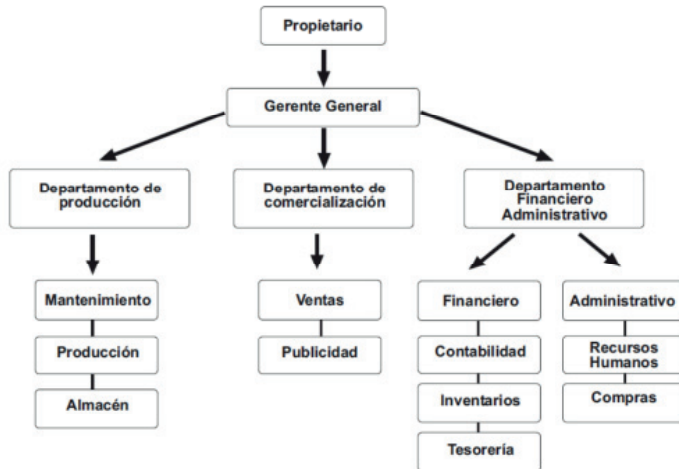 Propietario
Gerente General
Departamento de
producción
Departamento de
comercialización
Departamento
Financiero
Administrativo
Mantenimiento
Ventas
Financiero
Administrativo
Producción
Publicidad
Contabilidad
Recursos
Humanos
Almacén
Inventarios
Compras
Tesorería